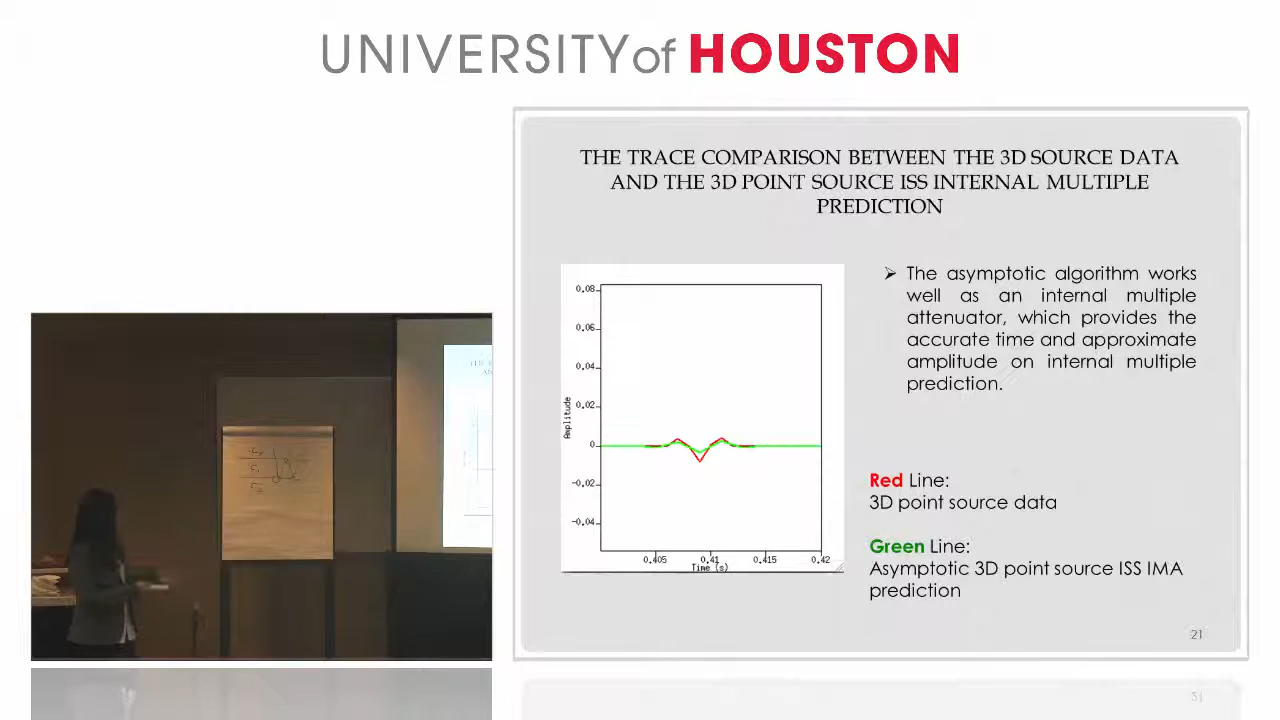 UNIVERSITY of HOUSTON
THE TRACE COMPARISON BETWEEN THE 3D SOURCE DATA
AND THE 3D POINT SOURCE ISS INTERNAL MULTIPLE
PREDICTION
➢ The asymptotic algorithm works
well as an internal multiple
attenuator, which provides the
accurate time and approximate
amplitude on internal multiple
prediction.
0.08
0.06
0.04
0.02
0
-0.02
-0.04
Amplitude
0.405 0.41 0.415 0.42
Time (s)
Red Line:
3D point source data
Green Line:
Asymptotic 3D point source ISS IMA
prediction
21